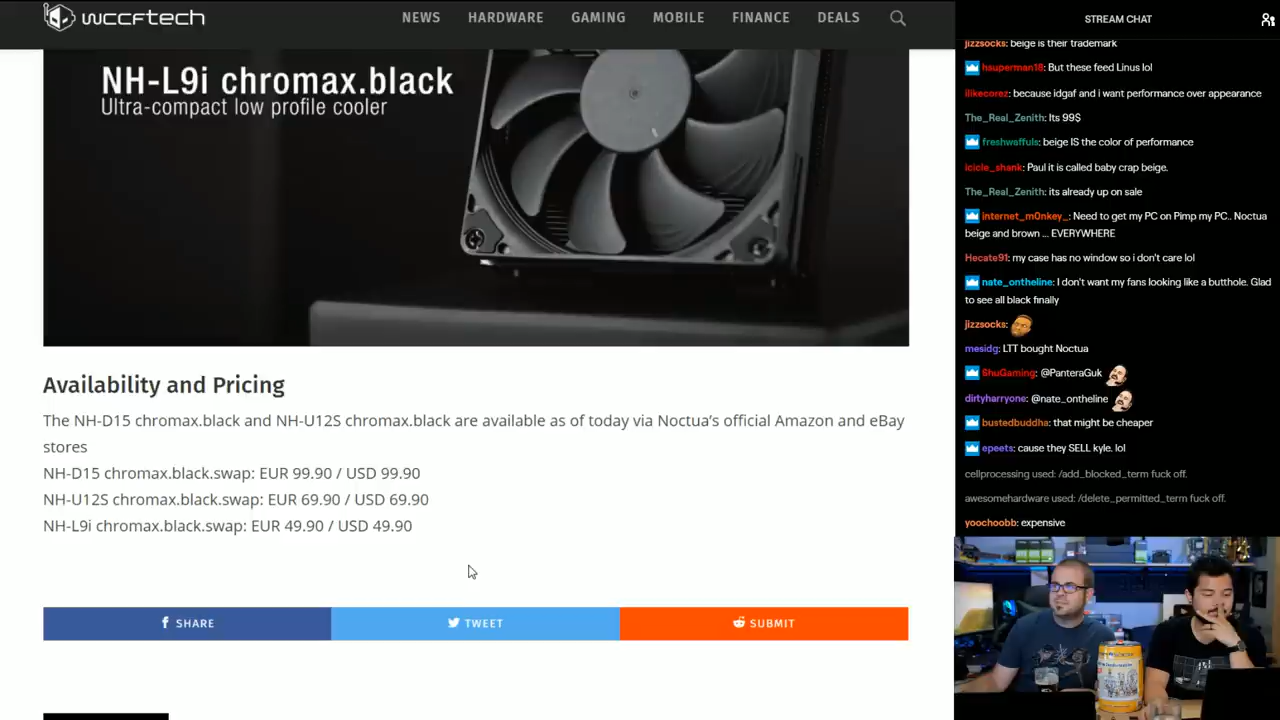 wccftech
NEWS HARDWARE GAMING MOBILE FINANCE DEALS
NH-L9i chromax.black
Ultra-compact low profile cooler
Availability and Pricing
The NH-D15 chromax.black and NH-U12S chromax.black are available as of today via Noctua's official Amazon and eBay
stores
NH-D15 chromax.black.swap: EUR 99.90 / USD 99.90
NH-U12S chromax.black.swap: EUR 69.90 / USD 69.90
NH-L9i chromax.black.swap: EUR 49.90 / USD 49.90
SHARE
TWEET
SUBMIT
STREAM CHAT
jizzsocks: beige is their trademark
hauperman18: But these feed Linus lol
ilikecorez: because idgaf and i want performance over appearance
The_Real_Zenith: Its 99$
freshwaffuls: beige IS the color of performance
icicle_shank: Paul it is called baby crap beige.
The_Real_Zenith: its already up on sale
internet_m0nkey_: Need to get my PC on Pimp my PC.. Noctua
beige and brown ... EVERYWHERE
Hecate91: my case has no window so i don't care lol
nate_ontheline: I don't want my fans looking like a butthole. Glad
to see all black finally
jizzsocks:
mesidg: LTT bought Noctua
ShuGaming: @PanteraGuk
dirtyharryone: @nate_ontheline
bustedbuddha: that might be cheaper
epeets: cause they SELL kyle. lol
cellprocessing used: /add_blocked_term fuck off.
awesomehardware used: /delete_permitted_term fuck off.
yoochoobb: expensive